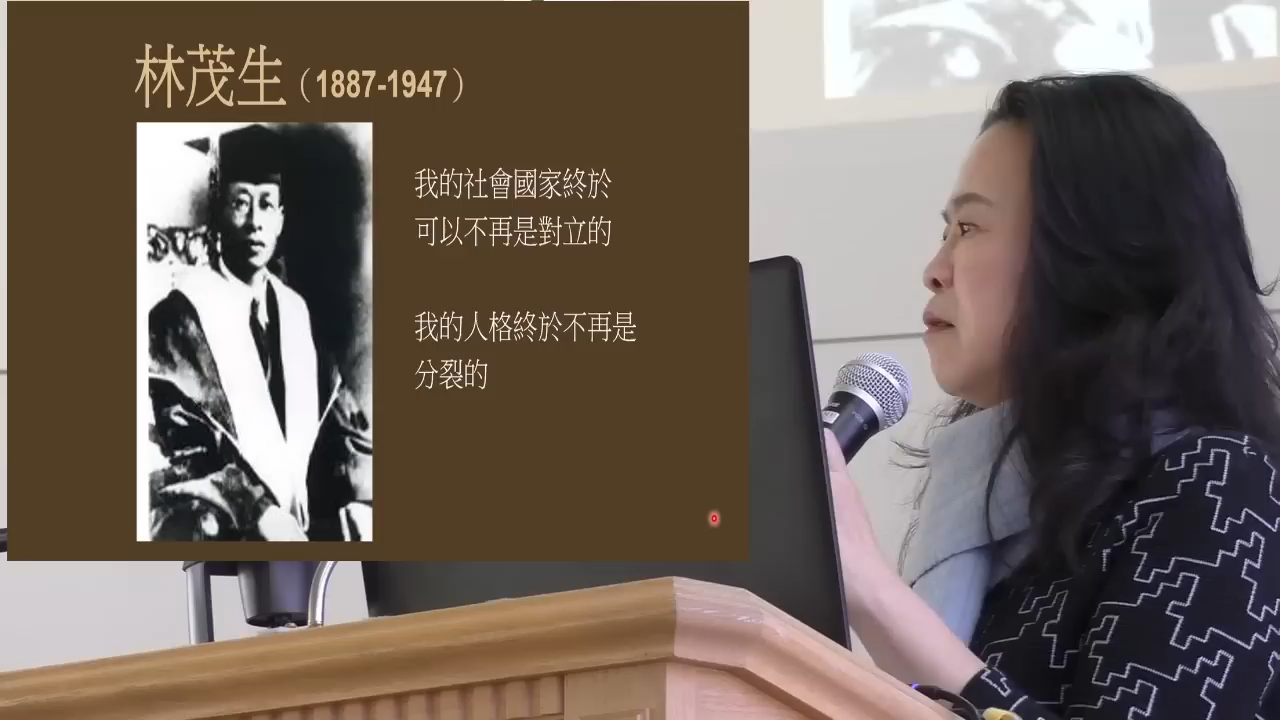 林茂生（1887-1947）
我的社會國家終於
可以不再是對立的
我的人格終於不再是
分裂的